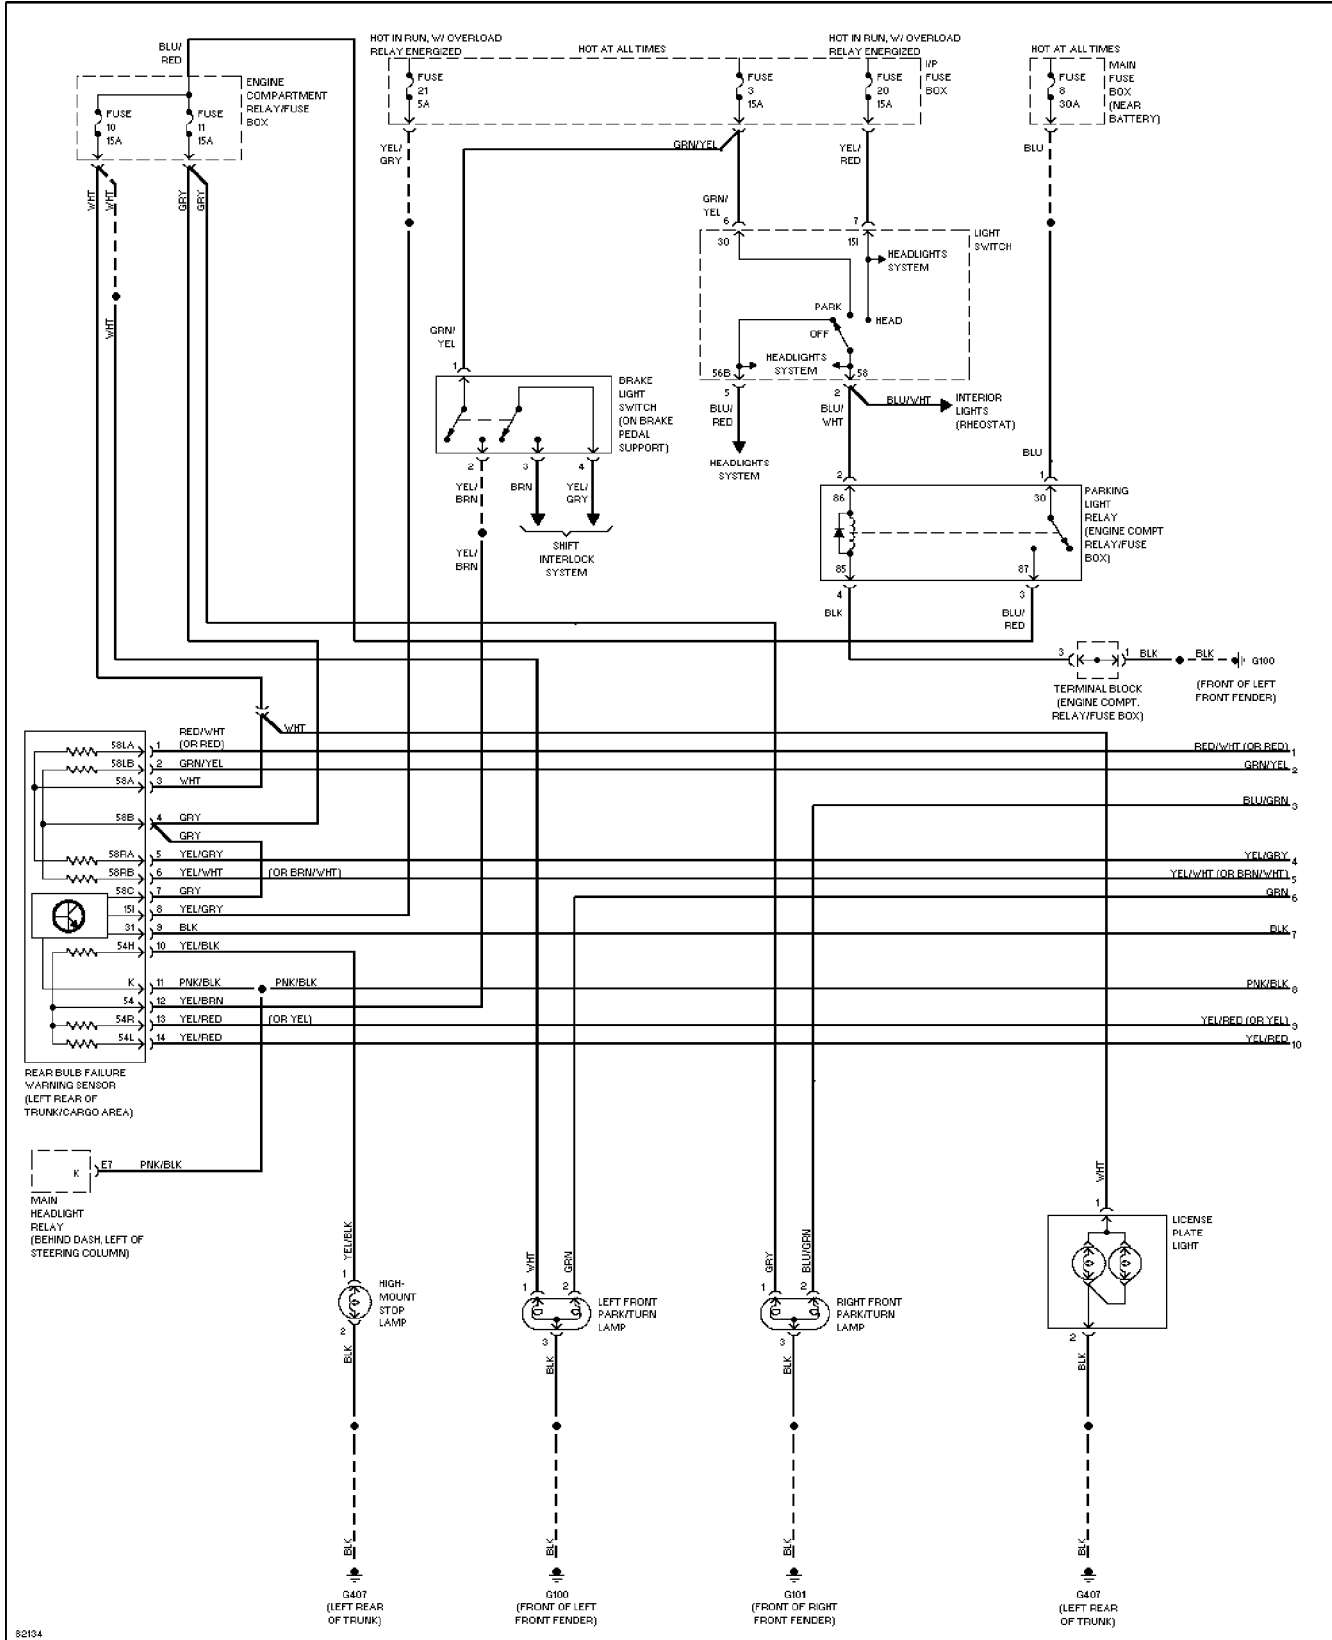 BLU/
RED
HOT IN RUN, W/ OVERLOAD
RELAY ENERGIZED
HOT AT ALL TIMES
HOT IN RUN, W/ OVERLOAD
RELAY ENERGIZED
HOT AT ALL TIMES
ENGINE
COMPARTMENT
RELAY/FUSE
BOX
FUSE
10
15A
FUSE
11
15A
FUSE
21
5A
FUSE
3
15A
FUSE
20
15A
I/P
FUSE
BOX
FUSE
8
30A
MAIN
FUSE
BOX
(NEAR
BATTERY)
WHT
WHT
GRY
GRY
YEL/
GRY
GRN/YEL
YEL/
RED
BLU
GRN/
YEL
6
7
30
15I
LIGHT
SWITCH
HEADLIGHTS
SYSTEM
PARK
HEAD
OFF
HEADLIGHTS
SYSTEM
56B
58
5
2
BLU/
RED
BLU/
WHT
BLU/WHT
INTERIOR
LIGHTS
(RHEOSTAT)
HEADLIGHTS
SYSTEM
WHT
GRN/
YEL
1
BRAKE
LIGHT
SWITCH
(ON BRAKE
PEDAL
SUPPORT)
2
3
4
YEL/
BRN
BRN
YEL/
GRY
SHIFT
INTERLOCK
SYSTEM
YEL/
BRN
BLU
2
1
86
30
PARKING
LIGHT
RELAY
(ENGINE COMPT
RELAY/FUSE
BOX)
85
87
4
3
BLK
BLU/
RED
3
1
BLK
BLK
G100
TERMINAL BLOCK
(ENGINE COMPT.
RELAY/FUSE BOX)
(FRONT OF LEFT
FRONT FENDER)
WHT
58LA 1 RED/WHT
(OR RED)
RED/WHT (OR RED) 1
58LB 2 GRN/YEL
GRN/YEL 2
58A 3 WHT
BLU/GRN 3
58B 4 GRY
GRY
58RA 5 YEL/GRY
YEL/GRY 4
58RB 6 YEL/WHT (OR BRN/WHT)
YEL/WHT (OR BRN/WHT) 5
58C 7 GRY
GRN 6
15I 8 YEL/GRY
31 9 BLK
BLK 7
54H 10 YEL/BLK
K 11 PNK/BLK PNK/BLK
PNK/BLK 8
54 12 YEL/BRN
54R 13 YEL/RED (OR YEL)
YEL/RED (OR YEL) 9
54L 14 YEL/RED
YEL/RED 10
REAR BULB FAILURE
WARNING SENSOR
(LEFT REAR OF
TRUNK/CARGO AREA)
K
E7
PNK/BLK
MAIN
HEADLIGHT
RELAY
(BEHIND DASH, LEFT OF
STEERING COLUMN)
YEL/BLK
1
HIGH-
MOUNT
STOP
LAMP
2
BLK
BLK
G407
(LEFT REAR
OF TRUNK)
WHT
GRN
1
2
LEFT FRONT
PARK/TURN
LAMP
3
BLK
BLK
G100
(FRONT OF LEFT
FRONT FENDER)
GRY
BLU/GRN
1
2
RIGHT FRONT
PARK/TURN
LAMP
3
BLK
BLK
G101
(FRONT OF RIGHT
FRONT FENDER)
WHT
1
LICENSE
PLATE
LIGHT
2
BLK
BLK
G407
(LEFT REAR
OF TRUNK)
82134